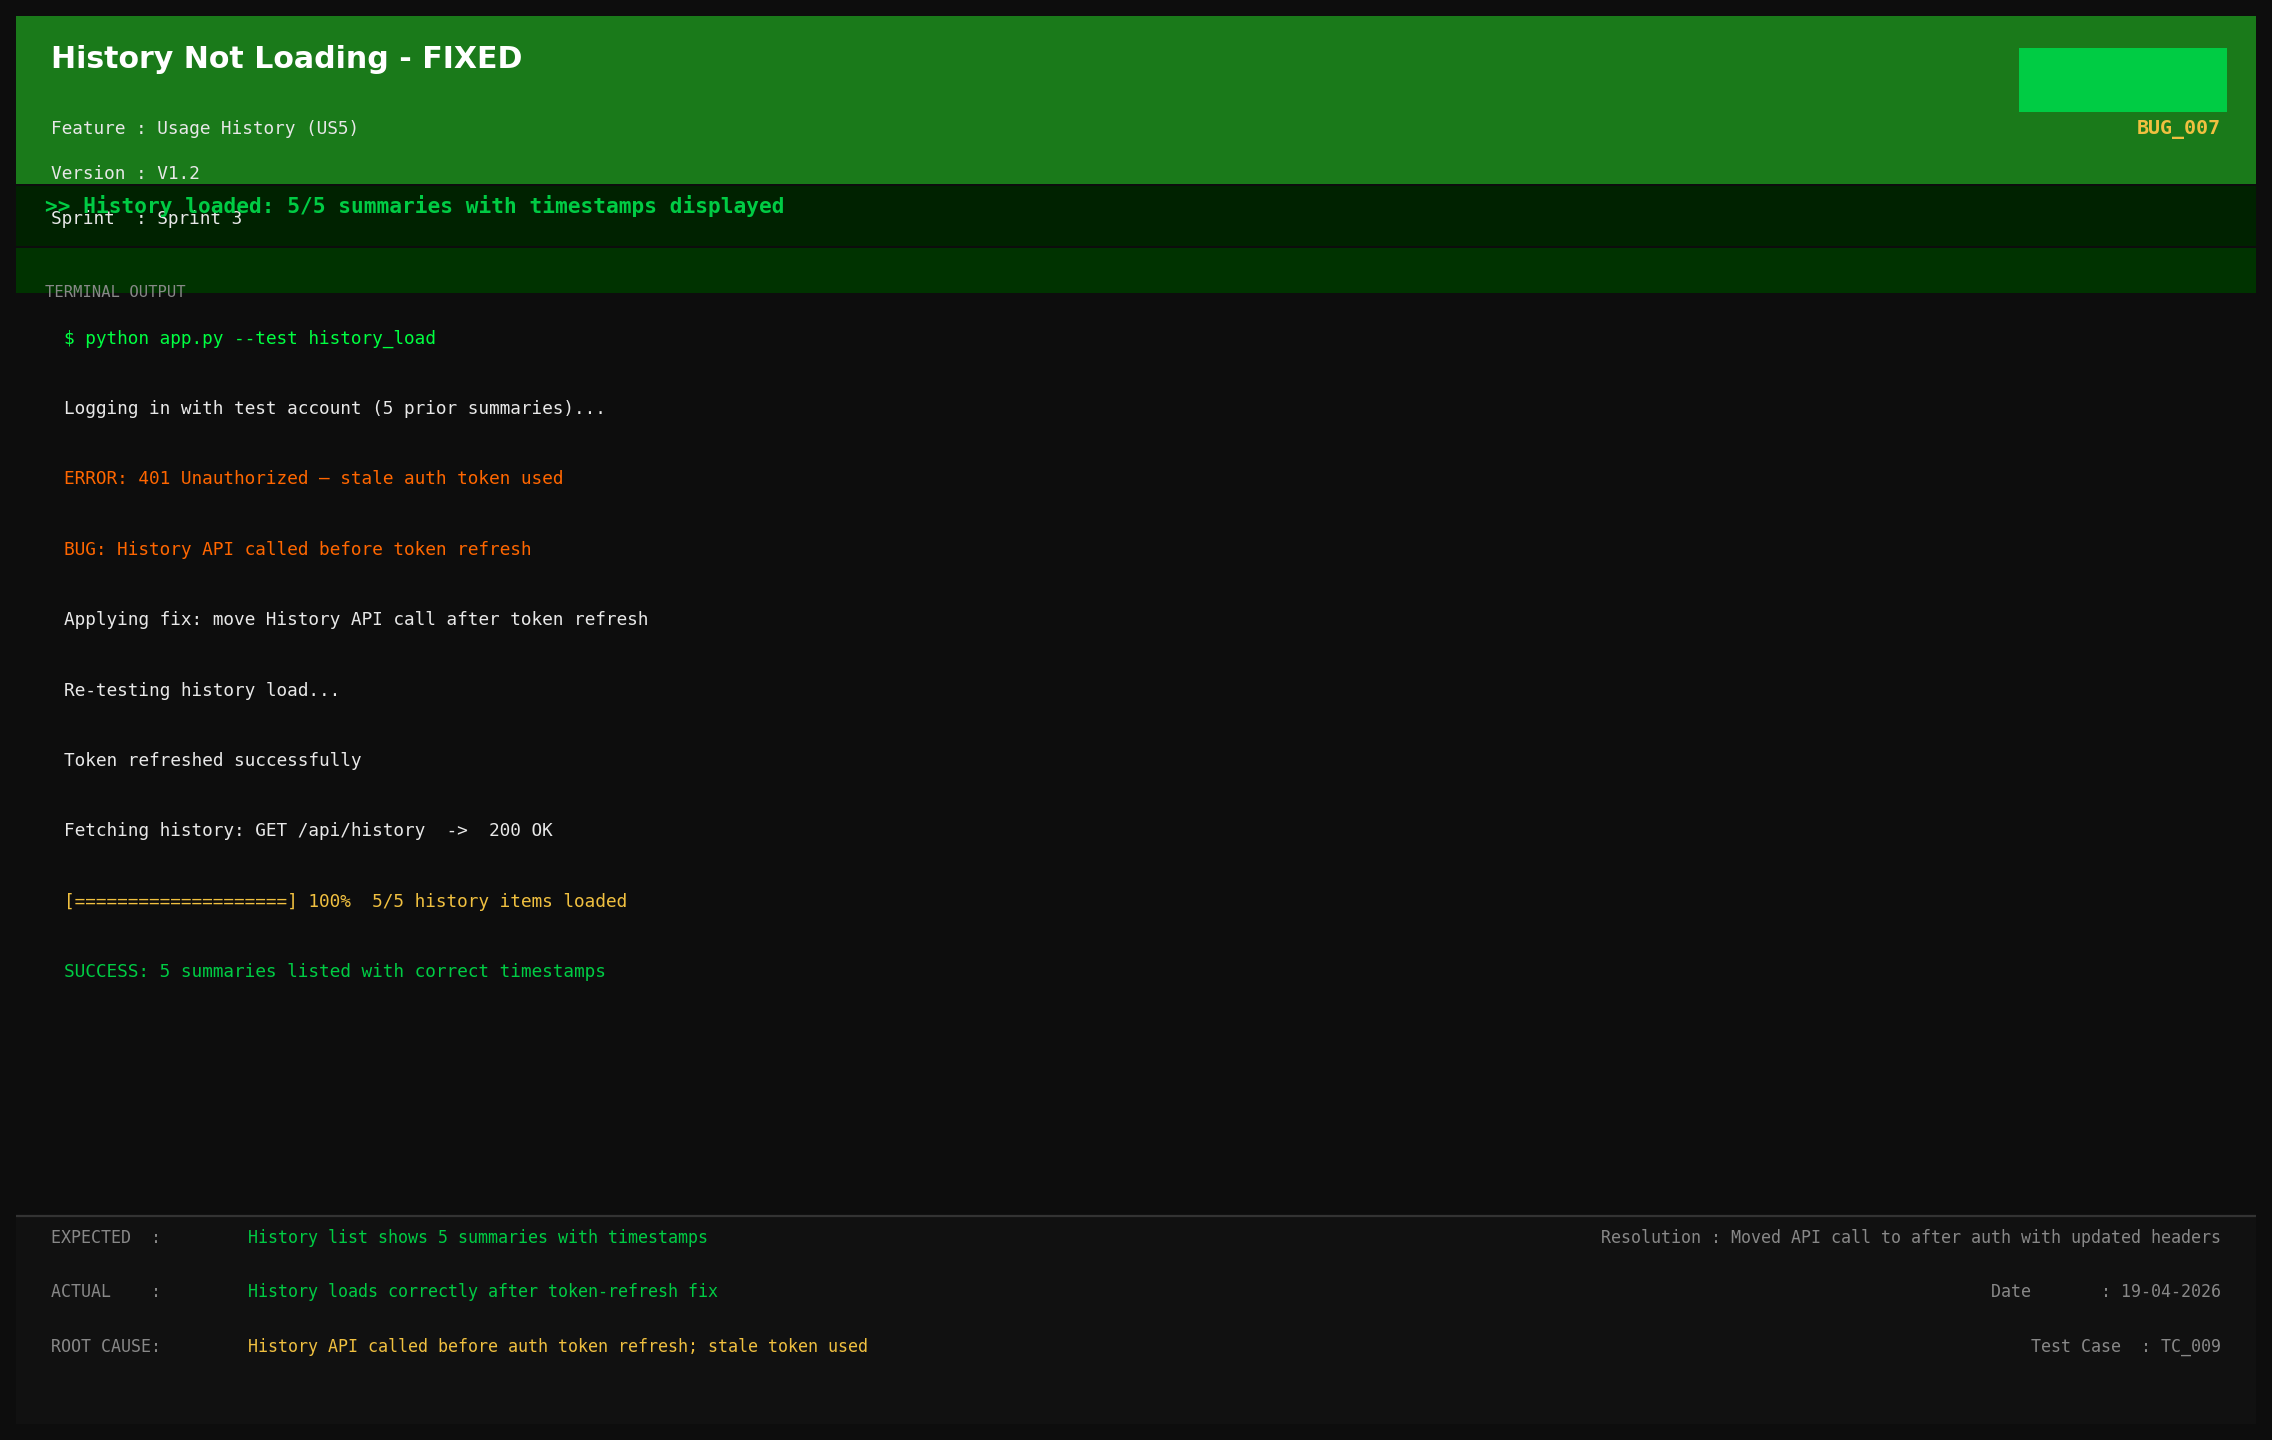 History Not Loading - FIXED
Feature : Usage History (US5)
BUG_007
Version : V1.2
>> History loaded: 5/5 summaries with timestamps displayed
Sprint  : Sprint 3
TERMINAL OUTPUT
$ python app.py --test history_load
Logging in with test account (5 prior summaries)...
ERROR: 401 Unauthorized — stale auth token used
BUG: History API called before token refresh
Applying fix: move History API call after token refresh
Re-testing history load...
Token refreshed successfully
Fetching history: GET /api/history  ->  200 OK
[====================] 100%  5/5 history items loaded
SUCCESS: 5 summaries listed with correct timestamps
EXPECTED  : History list shows 5 summaries with timestamps
Resolution : Moved API call to after auth with updated headers
ACTUAL    : History loads correctly after token-refresh fix
Date       : 19-04-2026
ROOT CAUSE: History API called before auth token refresh; stale token used
Test Case  : TC_009